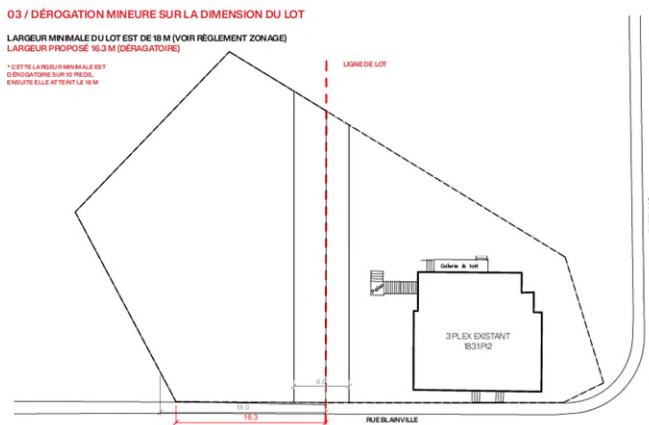 03 / DÉROGATION MINEURE SUR LA DIMENSION DU LOT
LARGEUR MINIMALE DU LOT EST DE 18 M (VOIR RÈGLEMENT ZONAGE)
LARGEUR PROPOSÉ 16.3 M (DÉRAGATOIRE)
* CETTE LARGEUR MINIMALE EST
DÉROGATOIRE SUR 10 PIEDS,
ENSUITE ELLE ATTEINT LE 18 M
LIGNE DE LOT
Galerie & toit
3 PLEX EXISTANT
1831 PI2
6.0
18.0
16.3
RUE BLAINVILLE